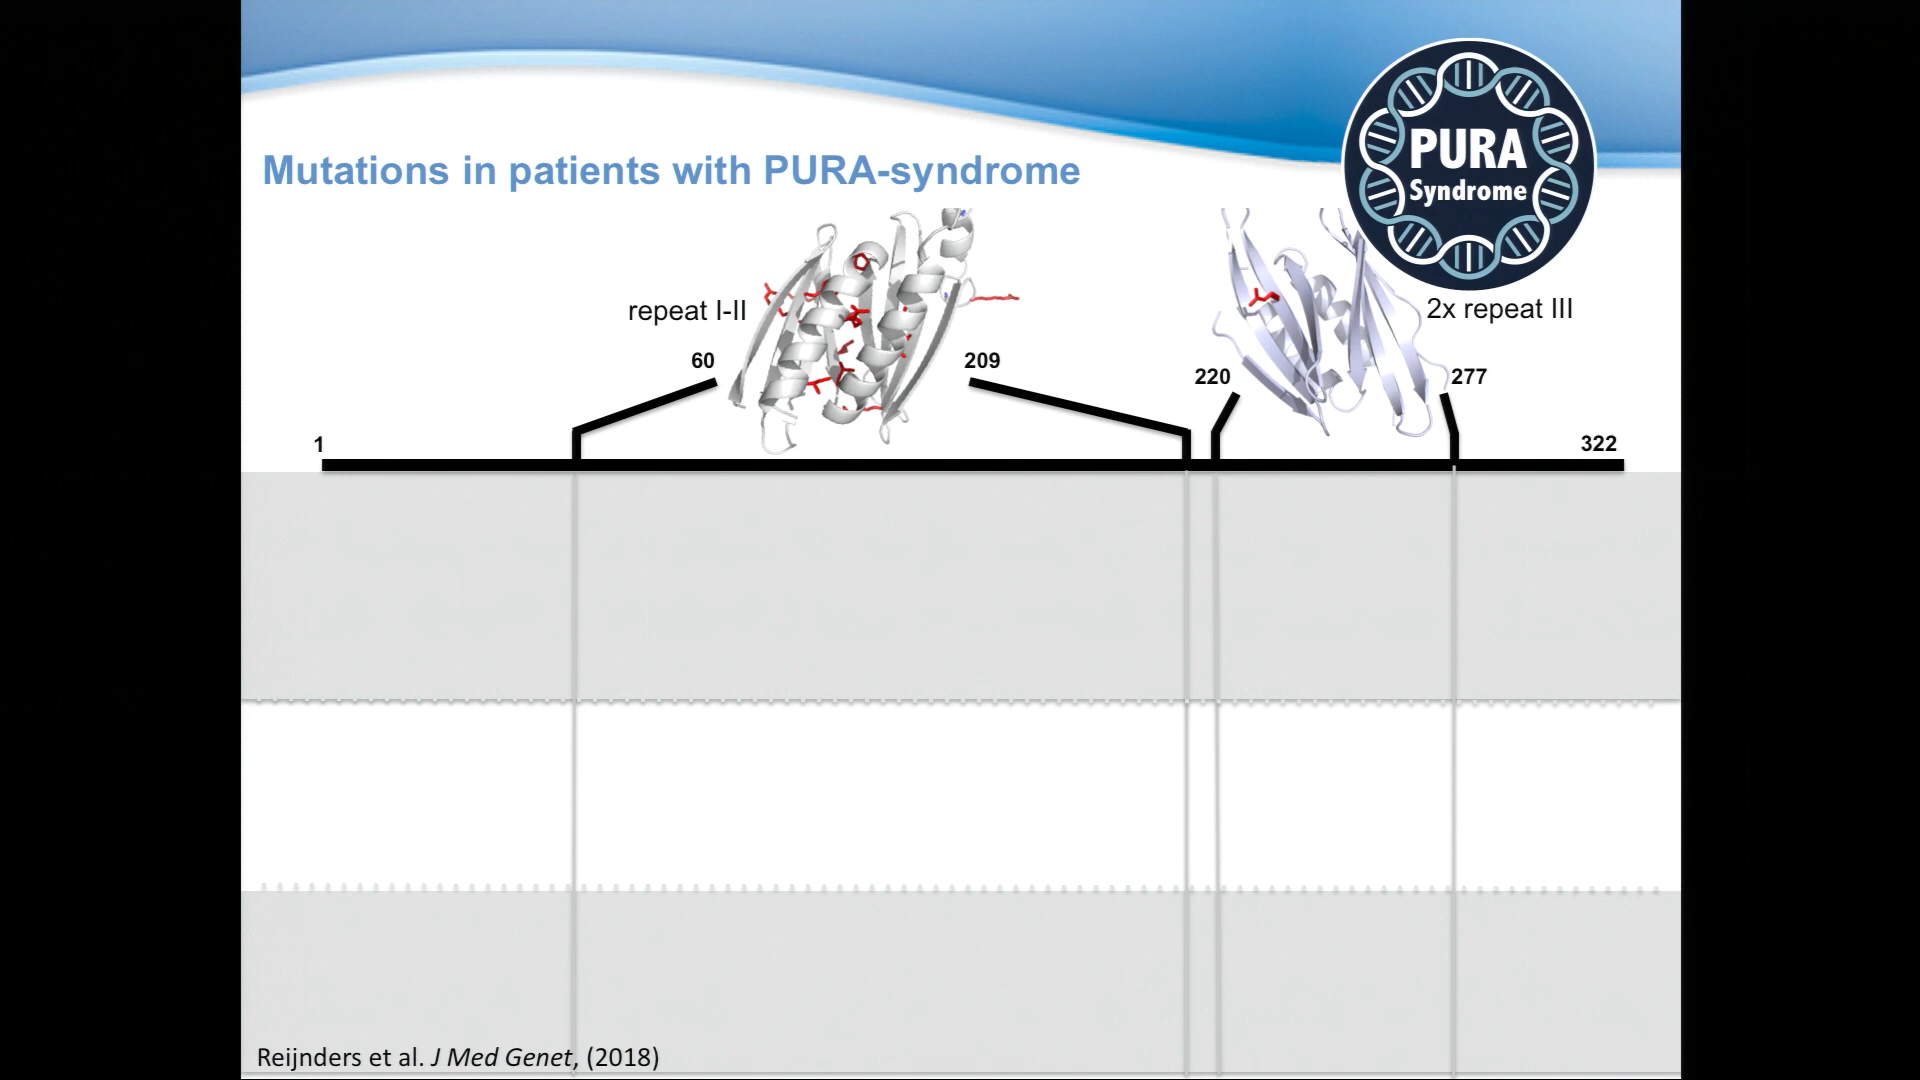 PURA
Syndrome
Mutations in patients with PURA-syndrome
repeat I-II
2x repeat III
60
209
220
277
1
322
Reijnders et al. J Med Genet, (2018)